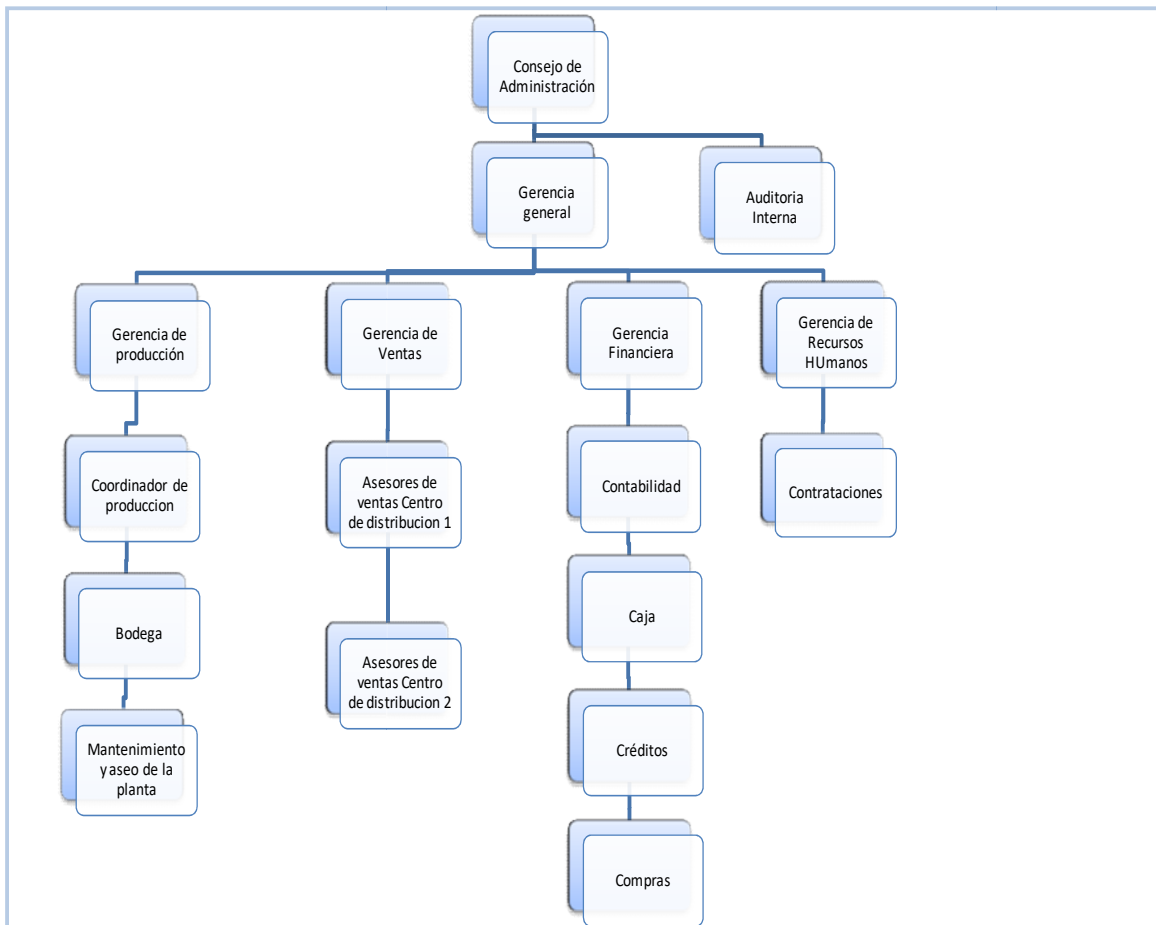 Consejo de
Administración
Gerencia
general
Auditoria
Interna
Gerencia de
producción
Gerencia de
Ventas
Gerencia
Financiera
Gerencia de
Recursos
HUmanos
Coordinador de
produccion
Asesores de
ventas Centro
de distribucion 1
Contabilidad
Contrataciones
Bodega
Caja
Asesores de
ventas Centro
de distribucion 2
Mantenimiento
y aseo de la
planta
Créditos
Compras